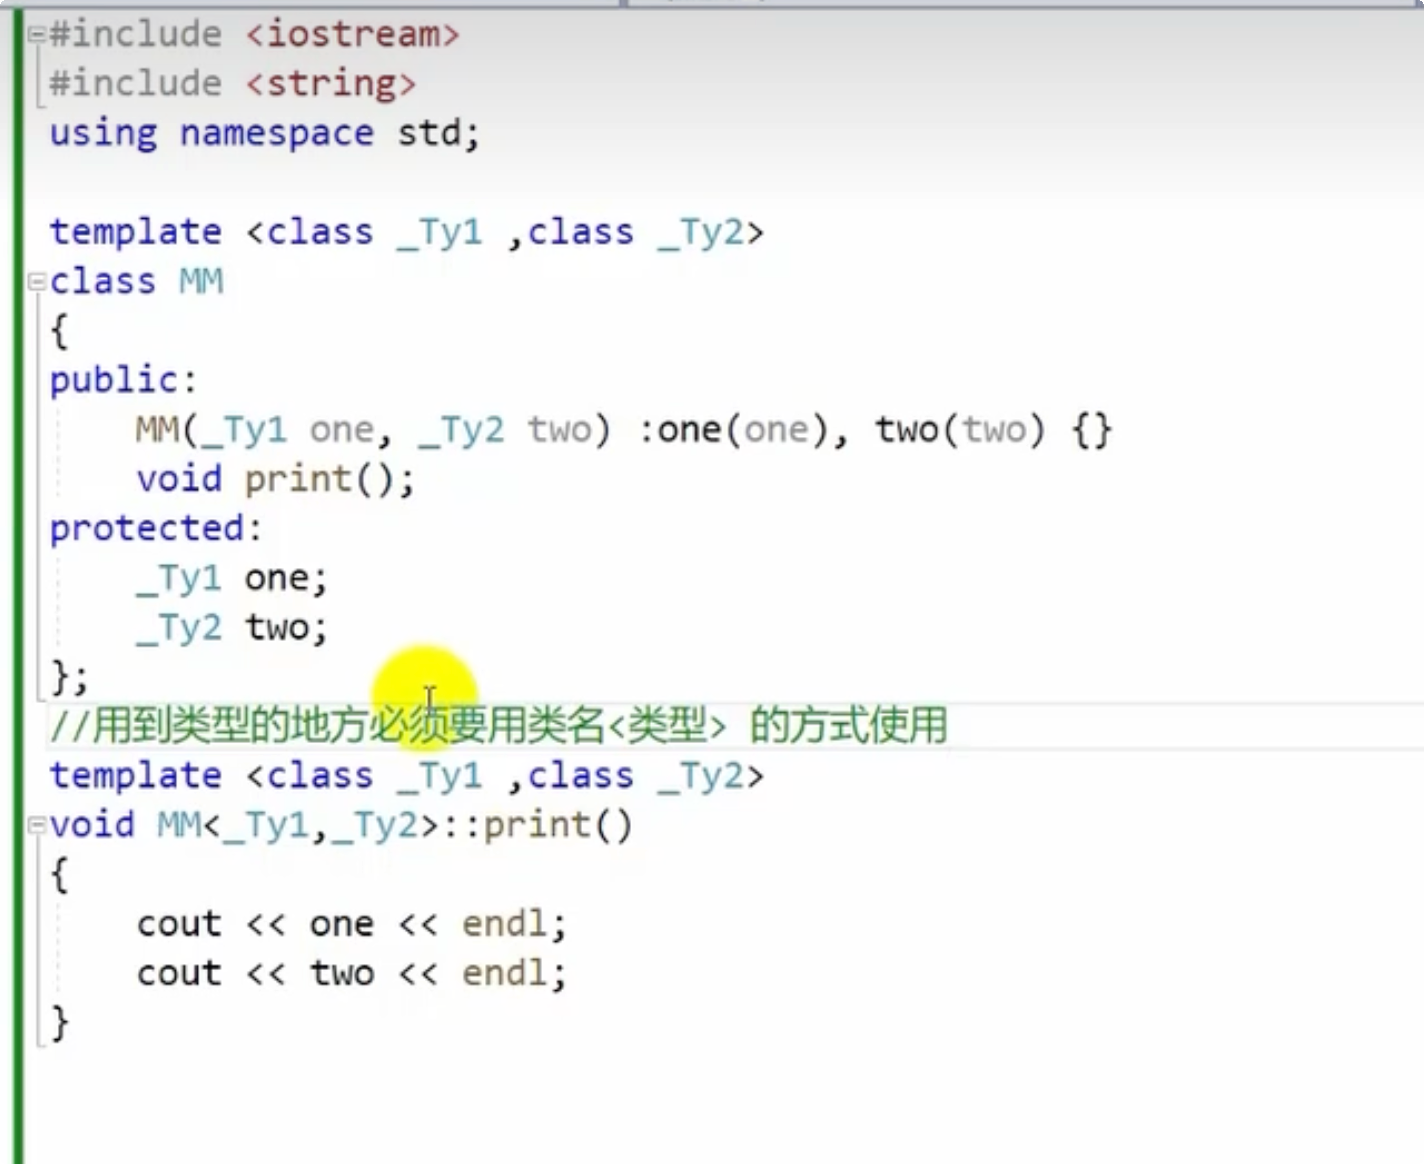 #include <iostream>
#include <string>
using namespace std;
template <class _Ty1 ,class _Ty2>
class MM
{
public:
MM(_Ty1 one, _Ty2 two) :one(one), two(two) {}
void print();
protected:
_Ty1 one;
_Ty2 two;
};
//用到类型的地方必须要用类名<类型> 的方式使用
template <class _Ty1 ,class _Ty2>
void MM<_Ty1,_Ty2>::print()
{
cout << one << endl;
cout << two << endl;
}